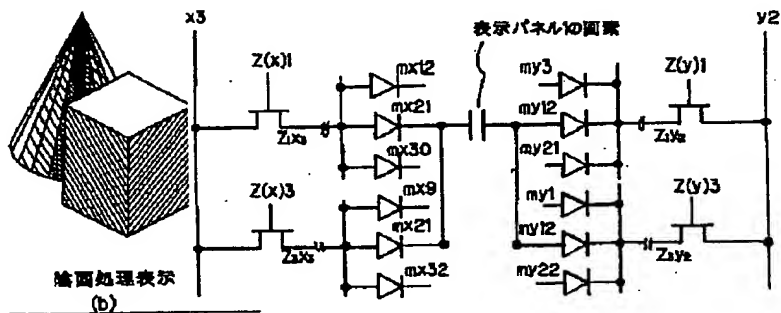 x3
y2
表示パネル1の画素
Z(x)1
mx12
mx21
mx30
my3
my12
my21
Z(y)1
Z₁x₃
Z₁y₂
Z(x)3
mx9
mx21
mx32
my1
my12
my22
Z(y)3
Z₃x₃
Z₃y₂
陰面処理表示
(b)